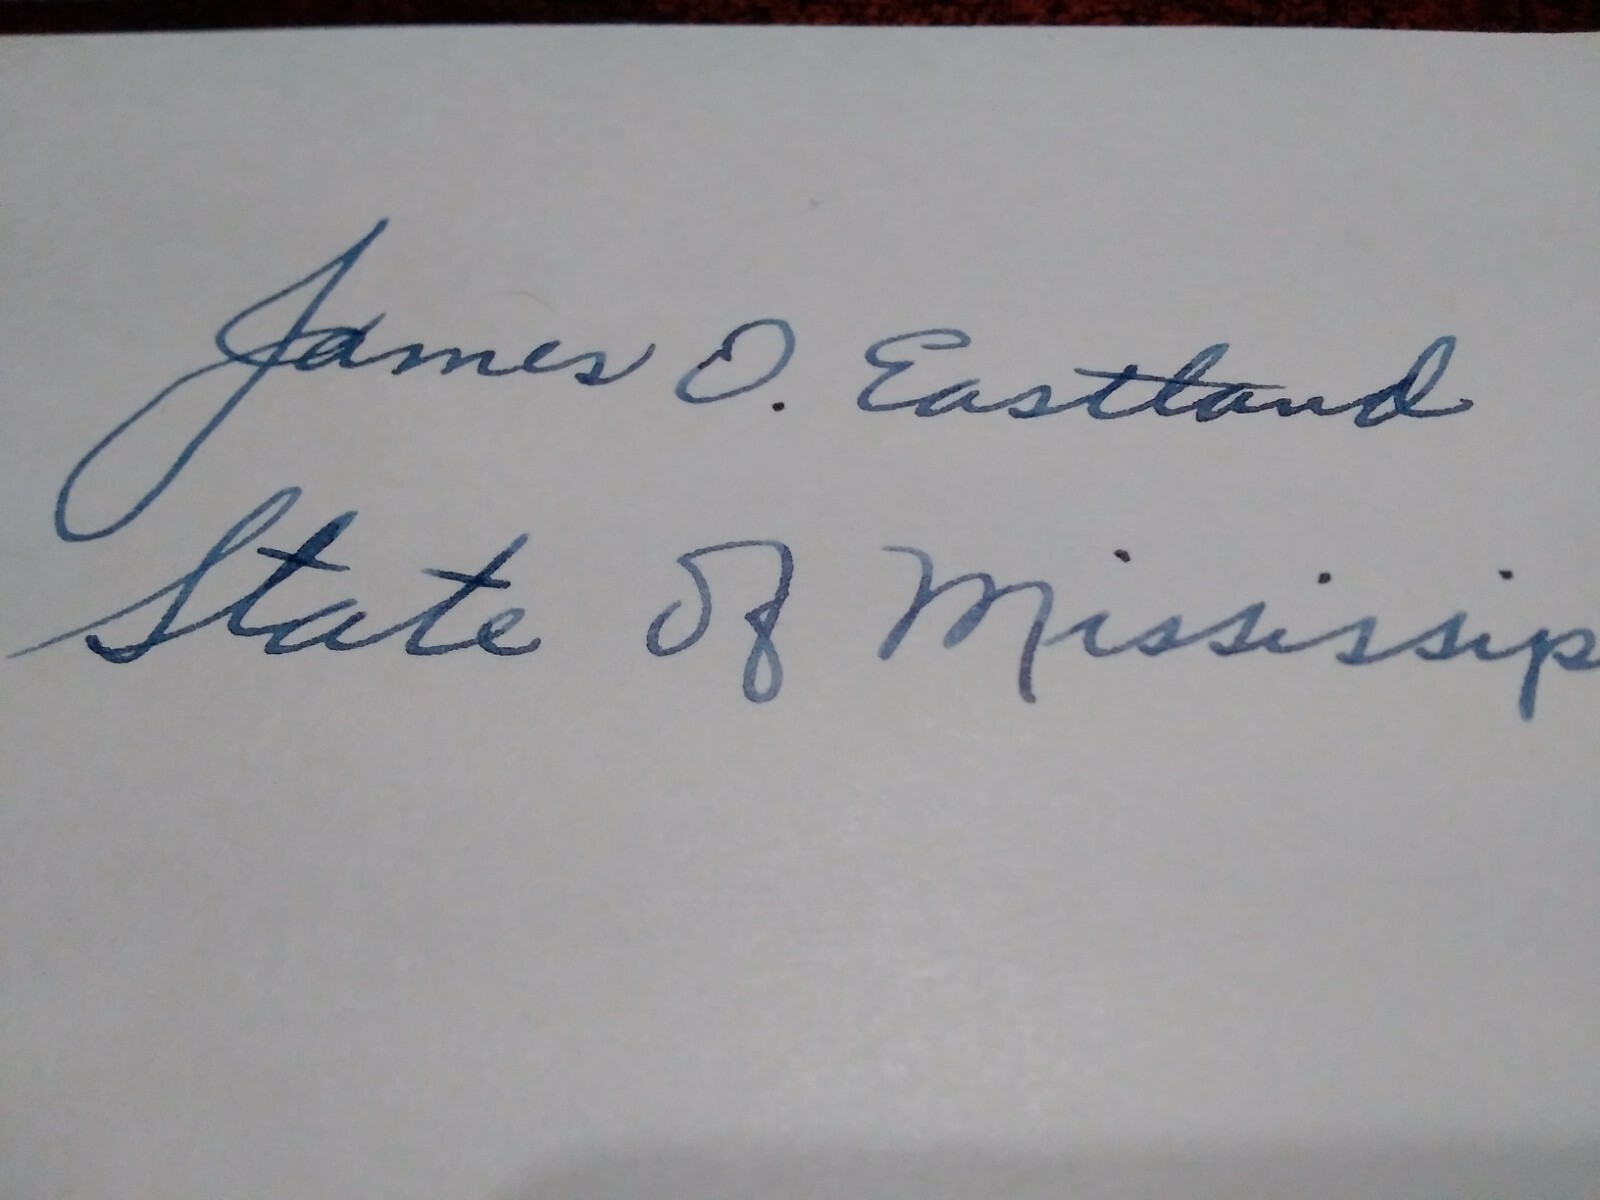 James O. Eastland
State of Mississip